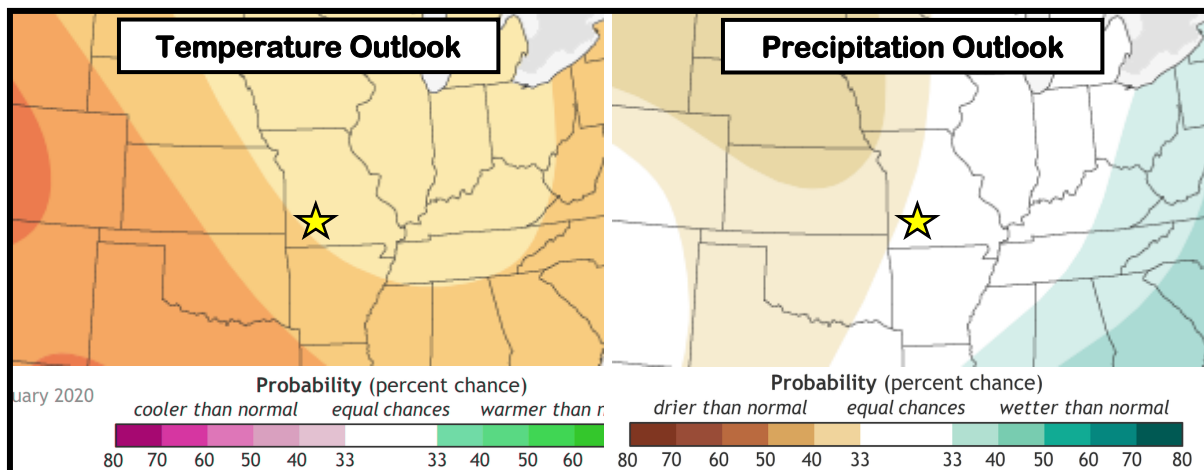 Temperature Outlook
Precipitation Outlook
uary 2020
Probability (percent chance)
cooler than normal equal chances warmer than n
80 70 60 50 40 33 33 40 50 60
Probability (percent chance)
drier than normal equal chances wetter than normal
80 70 60 50 40 33 33 40 50 60 70 80